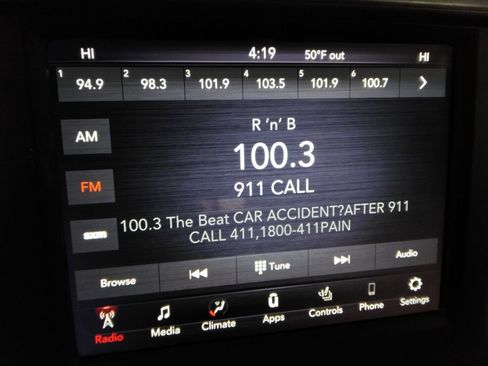 HI 4:19 50°F out HI
1 94.9 2 98.3 3 101.9 4 103.5 5 101.9 6 100.7
AM
R 'n' B
100.3
FM
911 CALL
100.3 The Beat CAR ACCIDENT?AFTER 911
CALL 411,1800-411PAIN
sxm
Browse Tune Audio
Radio Media Climate Apps Controls Phone Settings